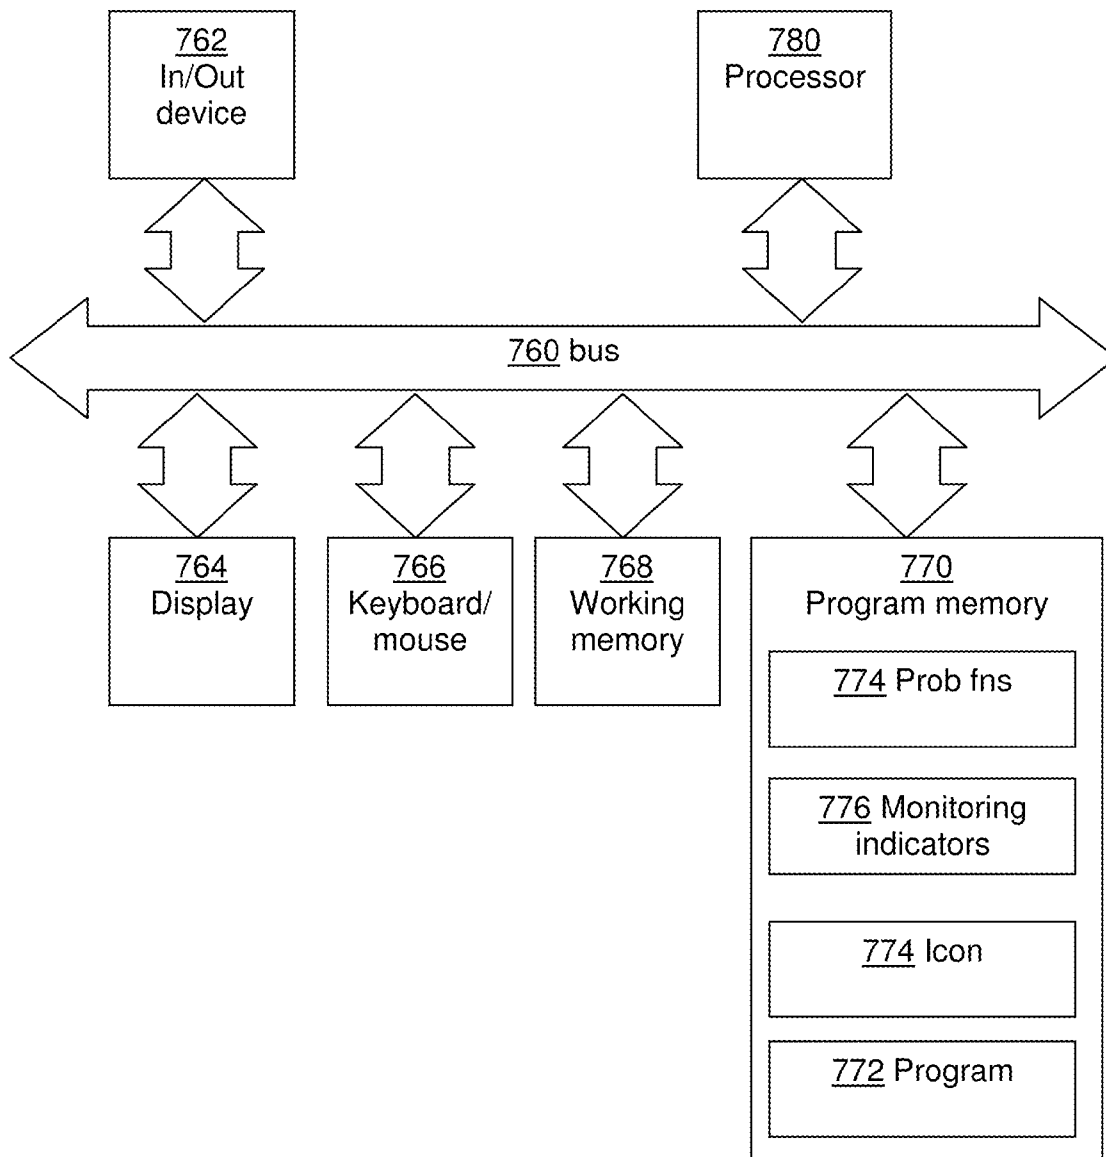 762
In/Out
device
780
Processor
760 bus
764
Display
766
Keyboard/
mouse
768
Working
memory
770
Program memory
774 Prob fns
776 Monitoring
indicators
774 Icon
772 Program